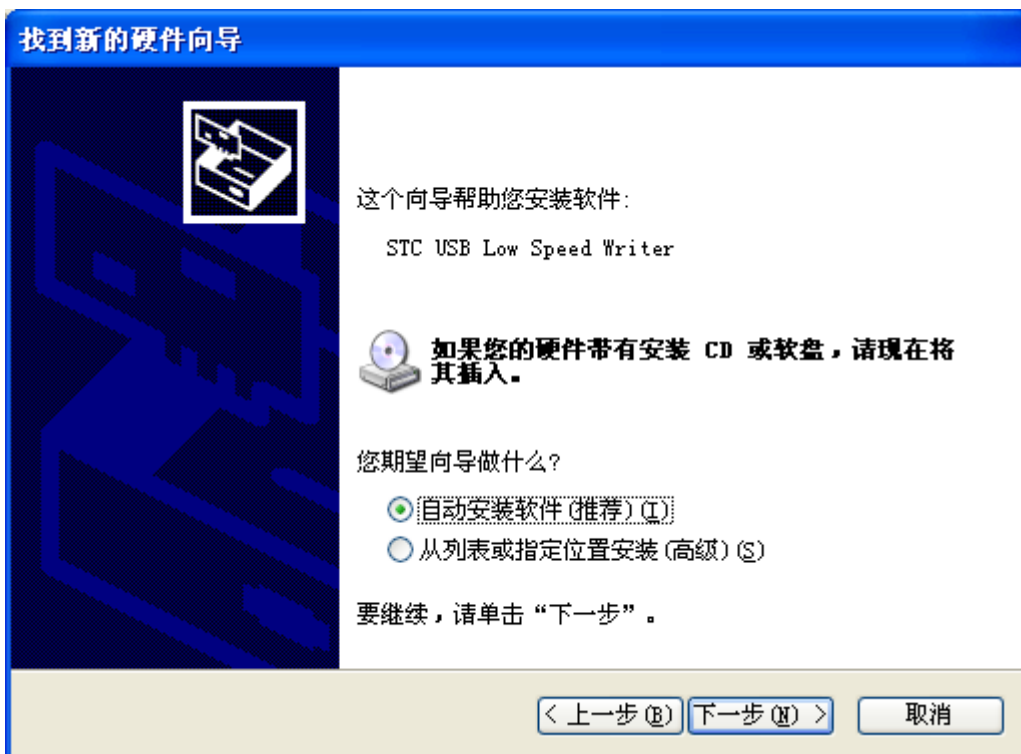 找到新的硬件向导
这个向导帮助您安装软件:
STC USB Low Speed Writer
如果您的硬件带有安装 CD 或软盘，请现在将
其插入。
您期望向导做什么?
自动安装软件(推荐)(I)
从列表或指定位置安装(高级)(S)
要继续，请单击“下一步”。
< 上一步(B)
下一步(N) >
取消